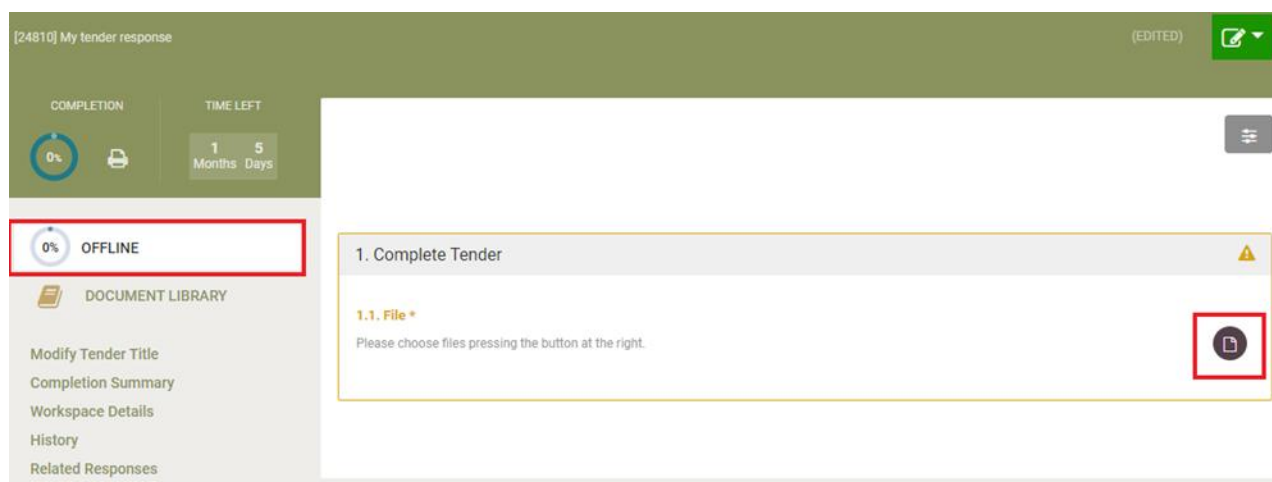 [24810] My tender response
(EDITED)
COMPLETION
TIME LEFT
0%
1 5
Months Days
0% OFFLINE
DOCUMENT LIBRARY
Modify Tender Title
Completion Summary
Workspace Details
History
Related Responses
1. Complete Tender
1.1. File *
Please choose files pressing the button at the right.